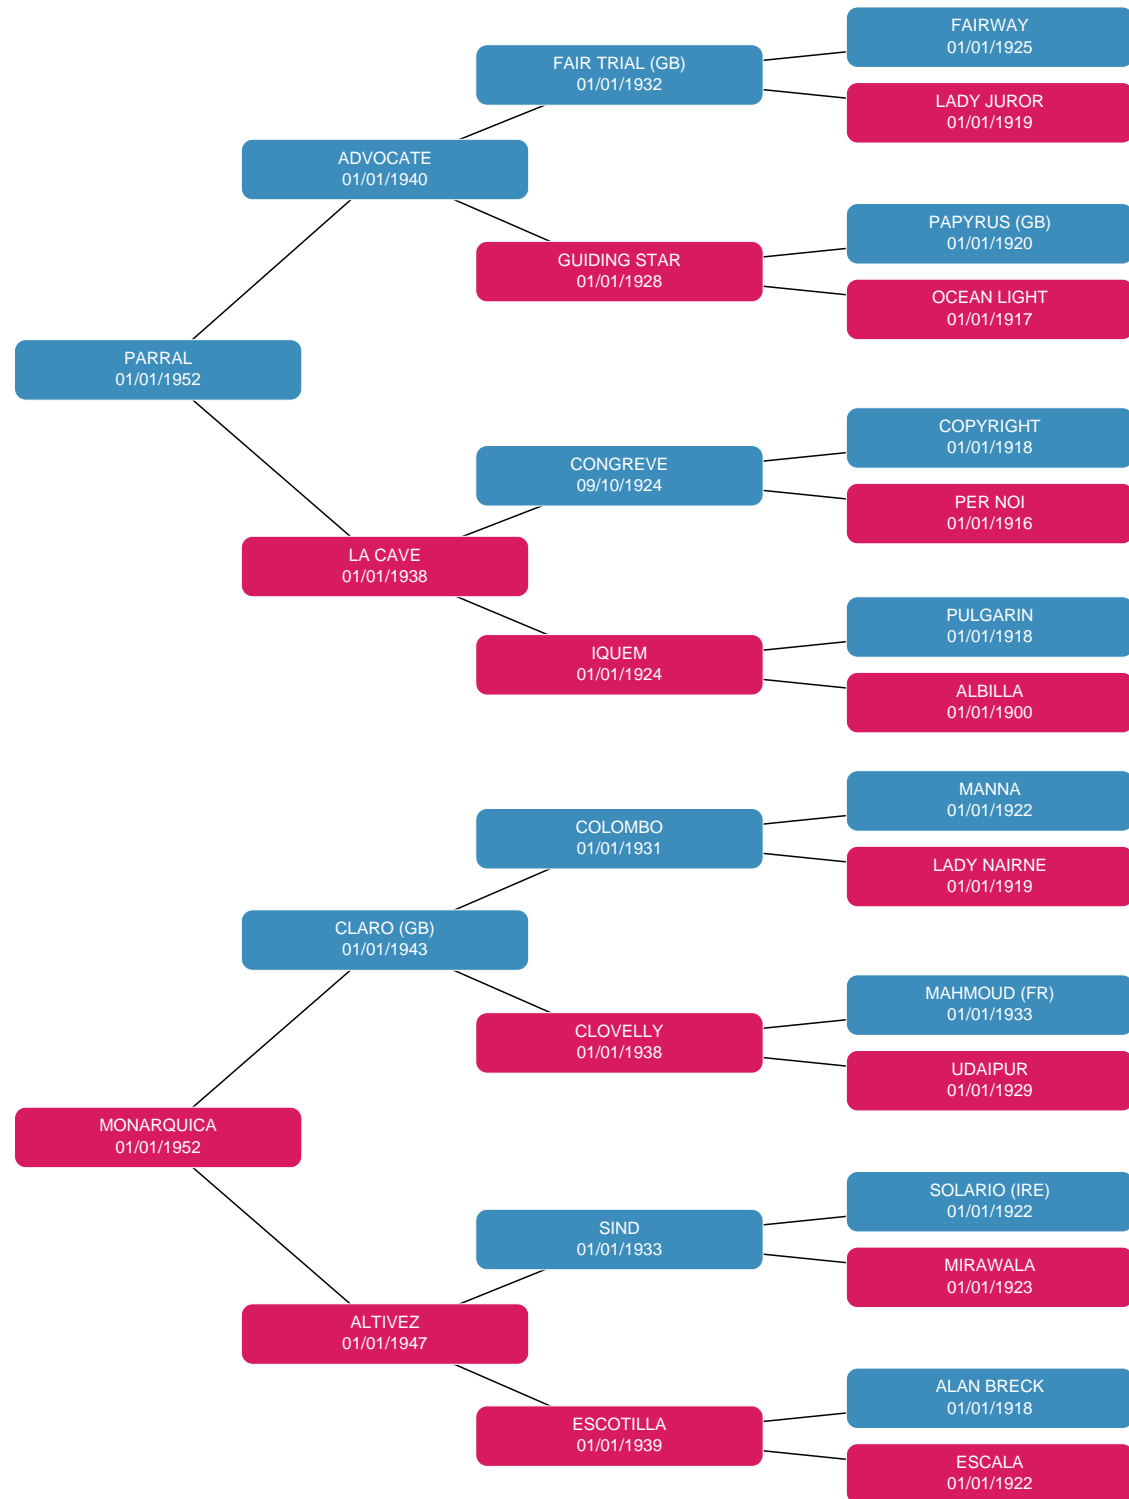 FAIRWAY
01/01/1925
FAIR TRIAL (GB)
01/01/1932
LADY JUROR
01/01/1919
ADVOCATE
01/01/1940
PAPYRUS (GB)
01/01/1920
GUIDING STAR
01/01/1928
OCEAN LIGHT
01/01/1917
PARRAL
01/01/1952
COPYRIGHT
01/01/1918
CONGREVE
09/10/1924
PER NOI
01/01/1916
LA CAVE
01/01/1938
PULGARIN
01/01/1918
IQUEM
01/01/1924
ALBILLA
01/01/1900
MANNA
01/01/1922
COLOMBO
01/01/1931
LADY NAIRNE
01/01/1919
CLARO (GB)
01/01/1943
MAHMOUD (FR)
01/01/1933
CLOVELLY
01/01/1938
UDAIPUR
01/01/1929
MONARQUICA
01/01/1952
SOLARIO (IRE)
01/01/1922
SIND
01/01/1933
MIRAWALA
01/01/1923
ALTIVEZ
01/01/1947
ALAN BRECK
01/01/1918
ESCOTILLA
01/01/1939
ESCALA
01/01/1922